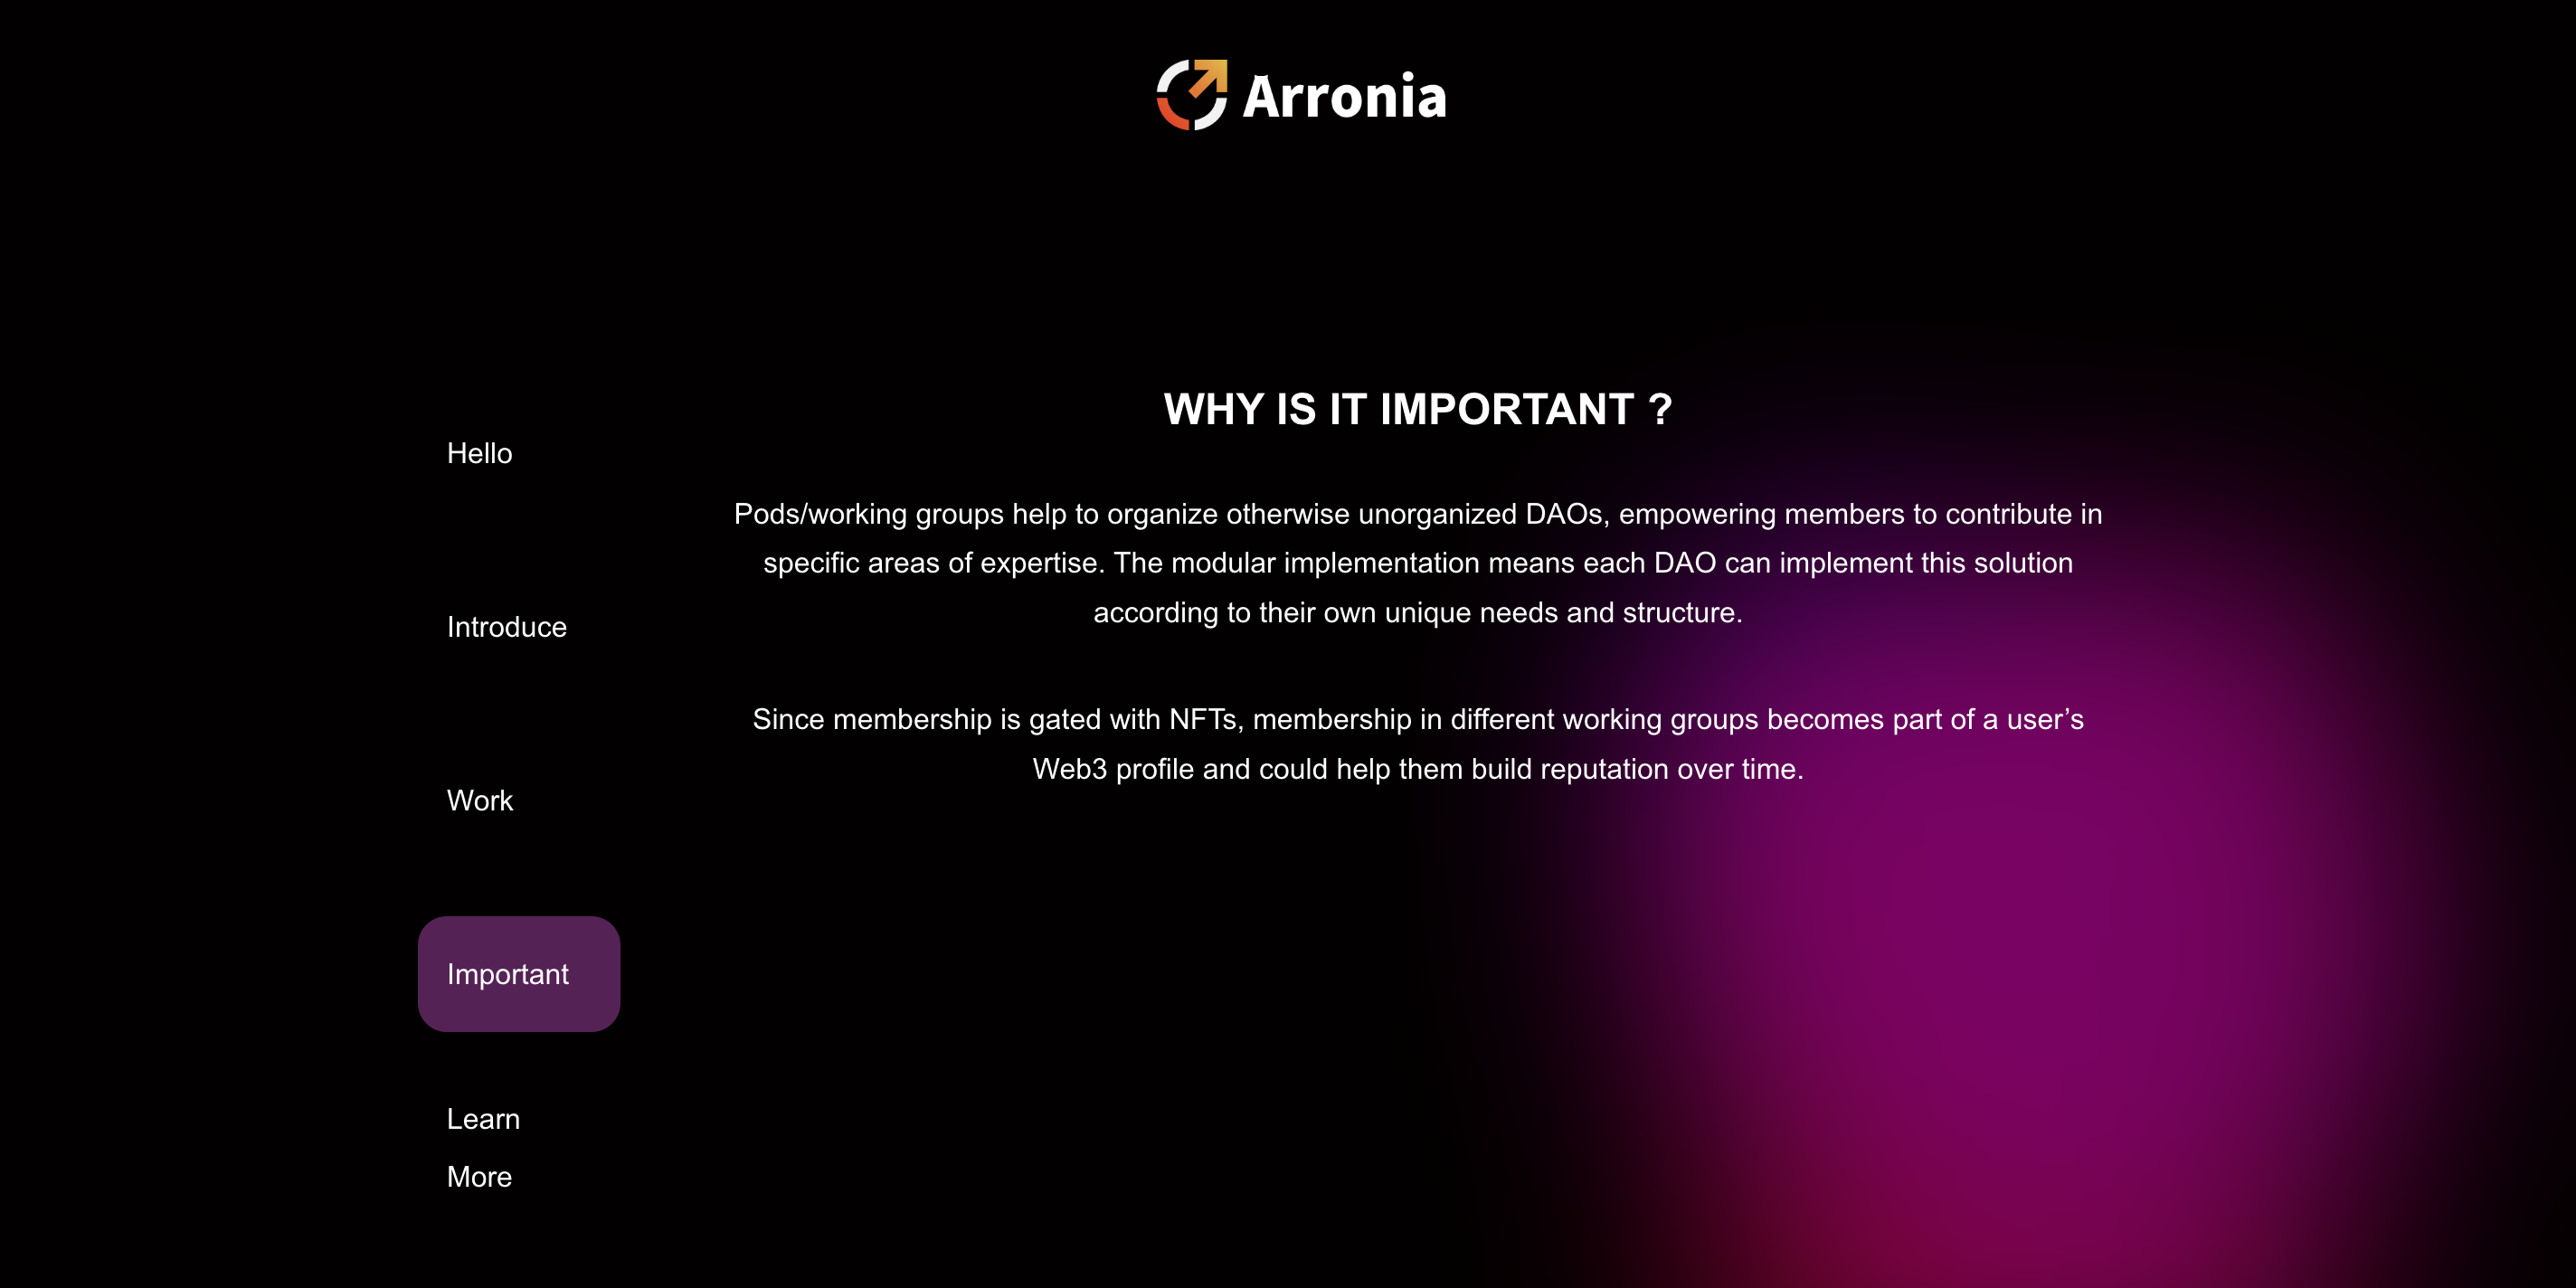 Arronia
Hello
Introduce
Work
Important
Learn
More
WHY IS IT IMPORTANT ?
Pods/working groups help to organize otherwise unorganized DAOs, empowering members to contribute in
specific areas of expertise. The modular implementation means each DAO can implement this solution
according to their own unique needs and structure.
Since membership is gated with NFTs, membership in different working groups becomes part of a user’s
Web3 profile and could help them build reputation over time.